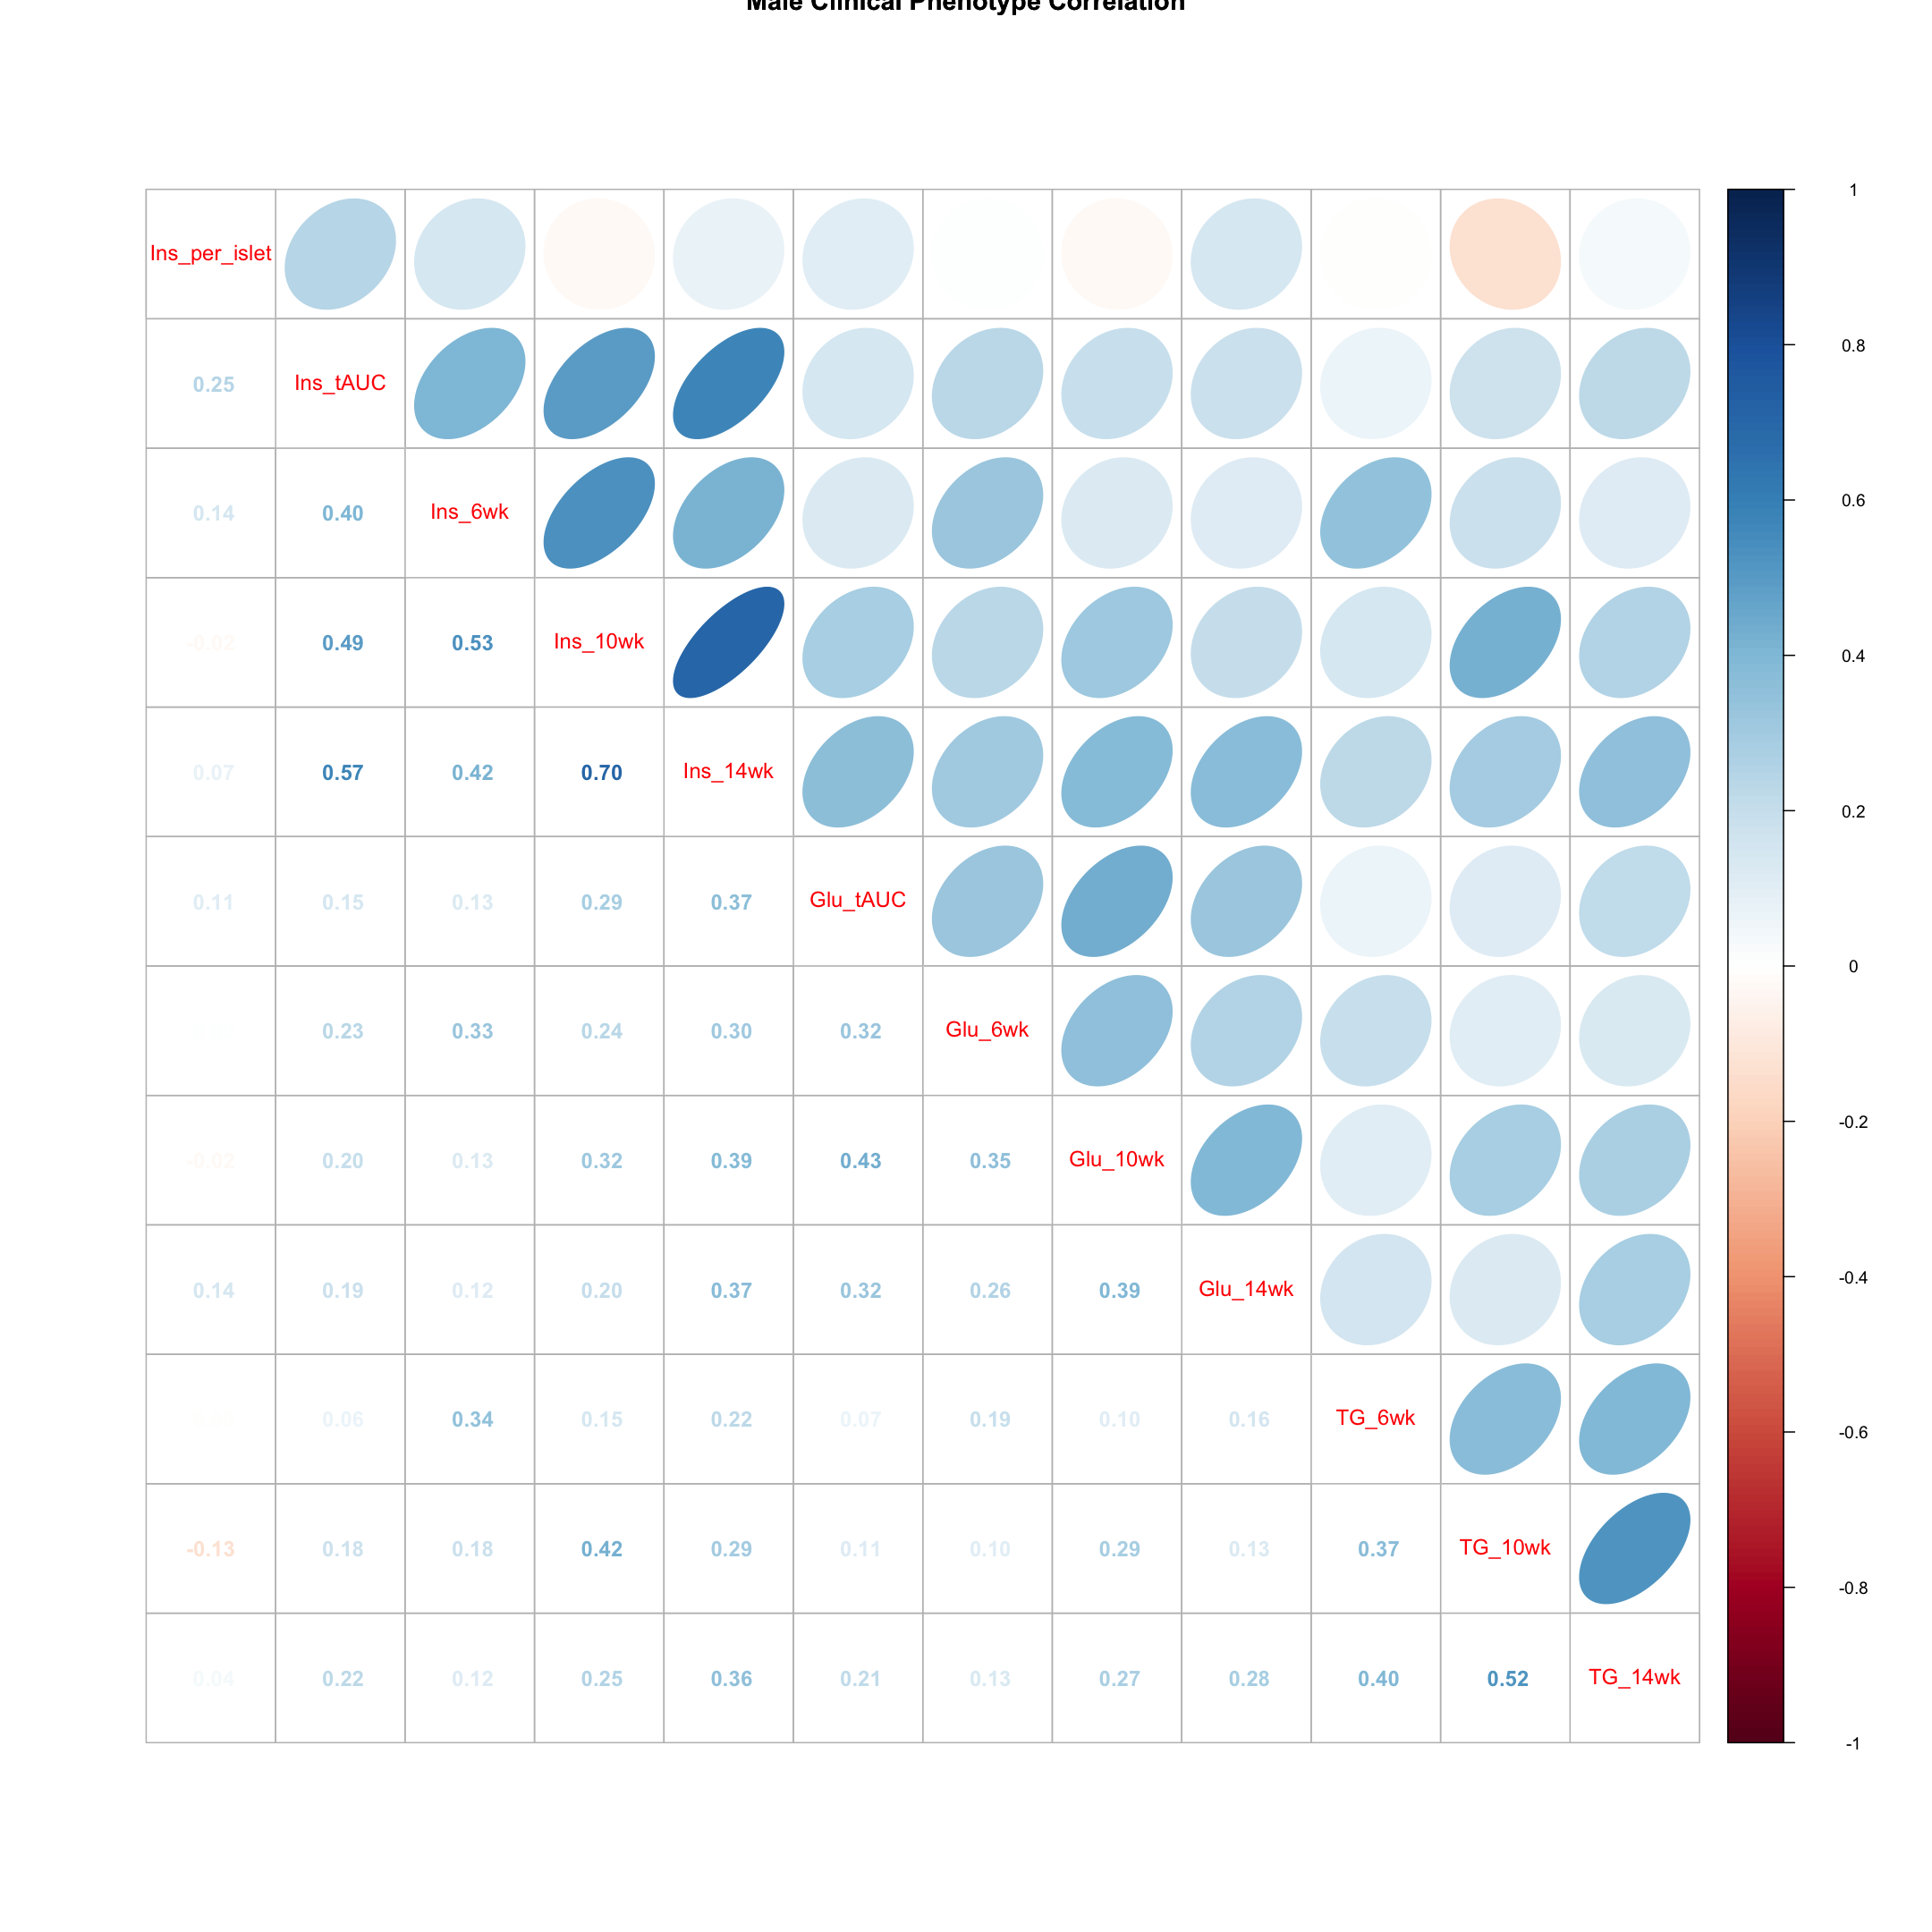 Male Clinical Phenotype Correlation
Ins_per_islet
0.25 Ins_tAUC
0.14 0.40 Ins_6wk
-0.02 0.49 0.53 Ins_10wk
0.07 0.57 0.42 0.70 Ins_14wk
0.11 0.15 0.13 0.29 0.37 Glu_tAUC
0.23 0.33 0.24 0.30 0.32 Glu_6wk
-0.02 0.20 0.13 0.32 0.39 0.43 0.35 Glu_10wk
0.14 0.19 0.12 0.20 0.37 0.32 0.26 0.39 Glu_14wk
0.06 0.34 0.15 0.22 0.07 0.19 0.10 0.16 TG_6wk
-0.13 0.18 0.18 0.42 0.29 0.11 0.10 0.29 0.13 0.37 TG_10wk
0.04 0.22 0.12 0.25 0.36 0.21 0.13 0.27 0.28 0.40 0.52 TG_14wk
1
0.8
0.6
0.4
0.2
0
-0.2
-0.4
-0.6
-0.8
-1